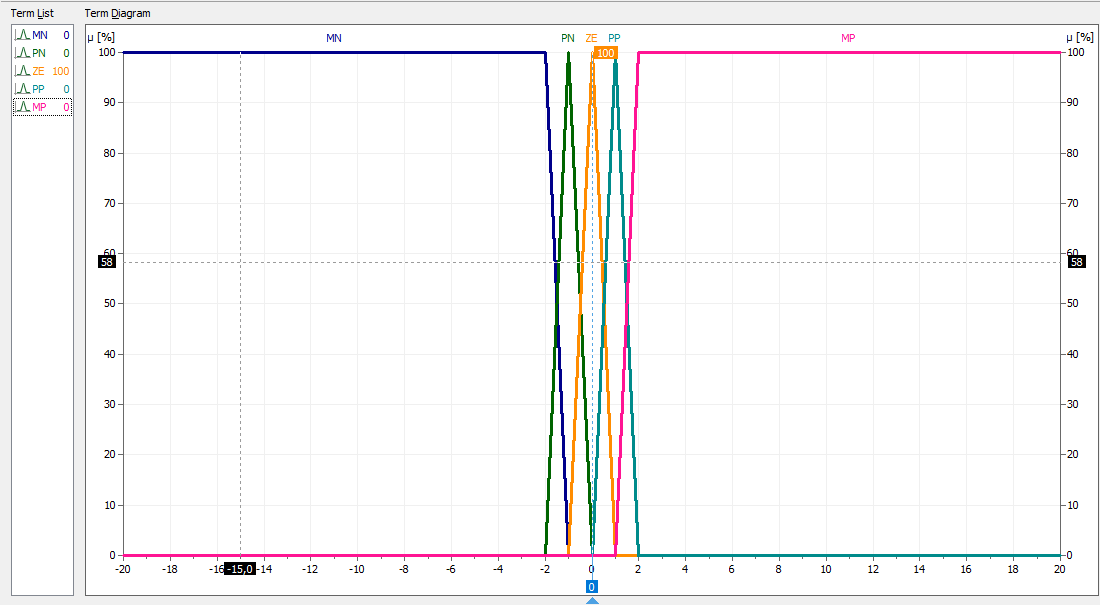 Term List Term Diagram
MN 0
PN 0
ZE 100
PP 0
MP 0
µ [%] MN PN ZE PP MP µ [%]
100 100 100
90 90
80 80
70 70
60 60
58 58
50 50
40 40
30 30
20 20
10 10
0 0
-20 -18 -16 -15,0 -14 -12 -10 -8 -6 -4 -2 0 2 4 6 8 10 12 14 16 18 20
0